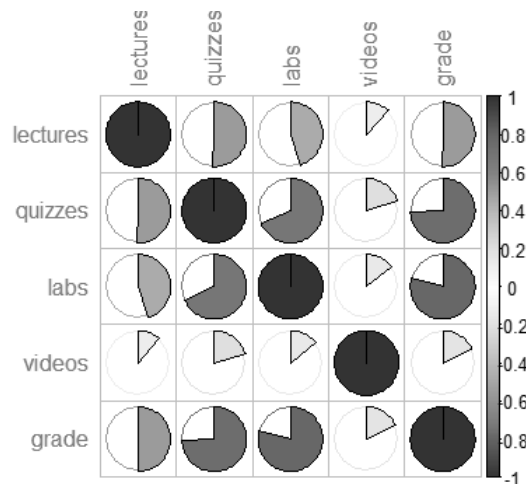 lectures
quizzes
labs
videos
grade
lectures
quizzes
labs
videos
grade
1
0.8
0.6
0.4
0.2
0
0.2
0.4
0.6
0.8
-1